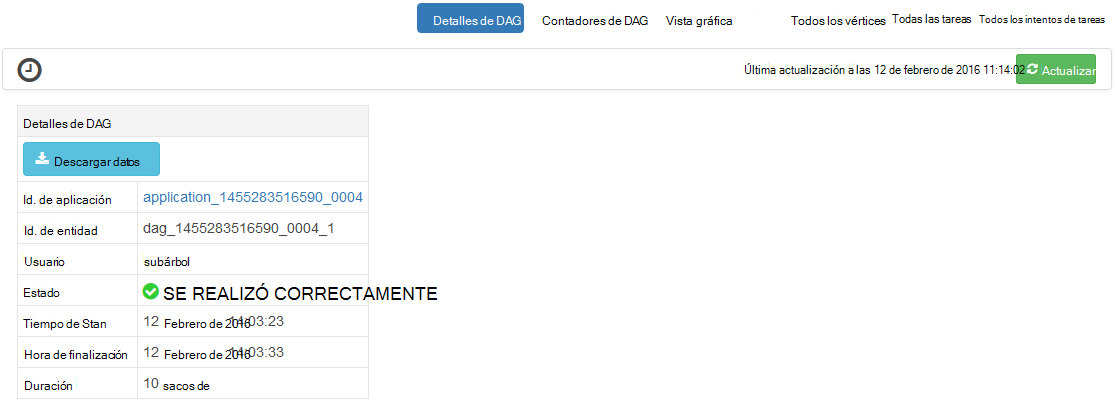 Detalles de DAG Contadores de DAG Vista gráfica Todos los vértices Todas las tareas Todos los intentos de tareas
Última actualización a las 12 de febrero de 2016 11:14:02 Actualizar
Detalles de DAG
Descargar datos
Id. de aplicación application_1455283516590_0004
Id. de entidad dag_1455283516590_0004_1
Usuario subárbol
Estado SE REALIZÓ CORRECTAMENTE
Tiempo de Stan 12 Febrero de 2016 14:03:23
Hora de finalización 12 Febrero de 2016 14:03:33
Duración 10 sacos de